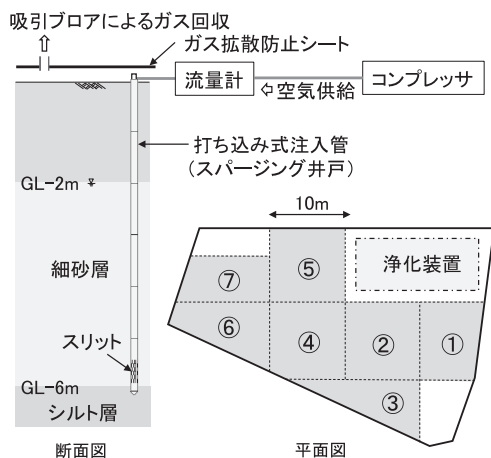 吸引ブロアによるガス回収
ガス拡散防止シート
流量計
空気供給
コンプレッサ
打ち込み式注入管
(スパージング井戸)
GL-2m
10m
細砂層
スリット
GL-6m
シルト層
断面図
浄化装置
⑦
⑤
⑥
④
②
①
③
平面図